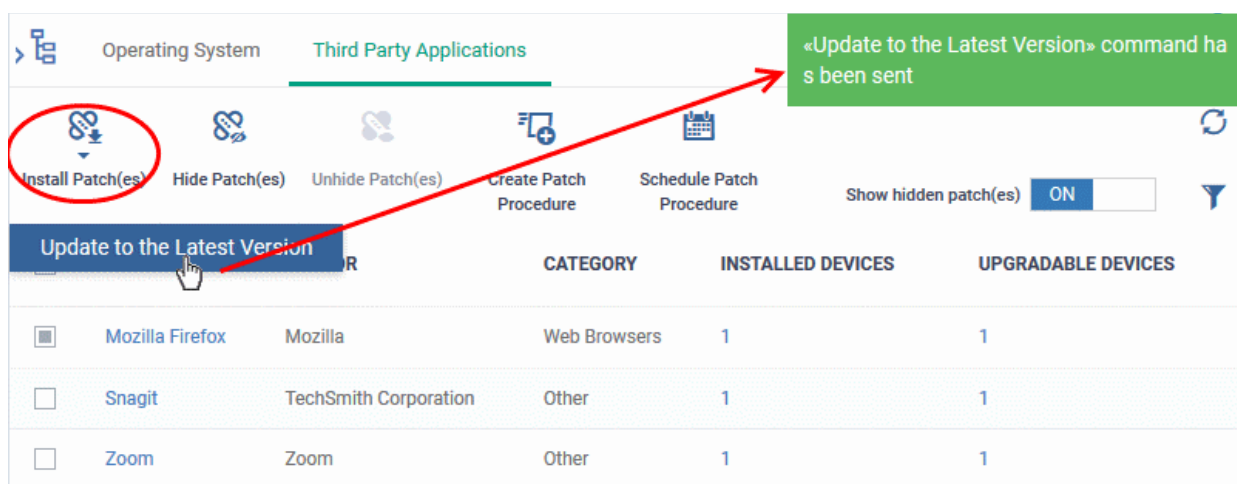 Operating System
Third Party Applications
«Update to the Latest Version» command ha
s been sent
Install Patch(es)
Hide Patch(es)
Unhide Patch(es)
Create Patch
Procedure
Schedule Patch
Procedure
Show hidden patch(es)
ON
Update to the Latest Version
OR
CATEGORY
INSTALLED DEVICES
UPGRADABLE DEVICES
Mozilla Firefox
Mozilla
Web Browsers
1
1
Snagit
TechSmith Corporation
Other
1
1
Zoom
Zoom
Other
1
1